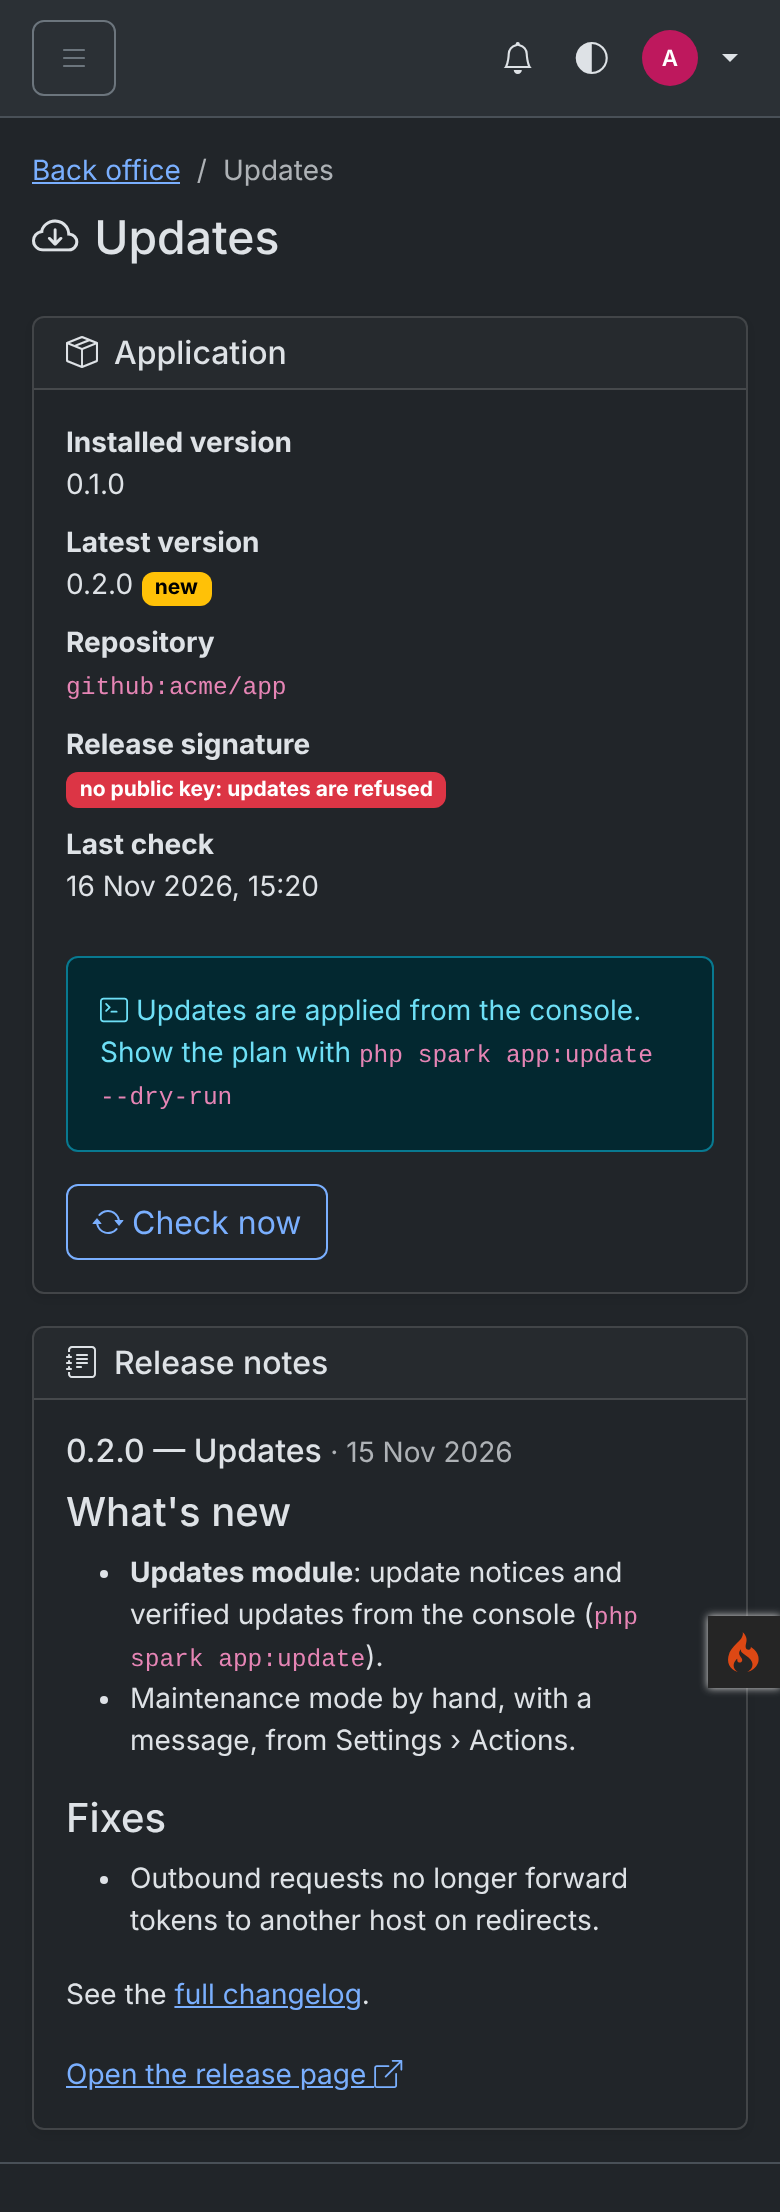 A
Back office / Updates
Updates
Application
Installed version
0.1.0
Latest version
0.2.0 new
Repository
github:acme/app
Release signature
no public key: updates are refused
Last check
16 Nov 2026, 15:20
Updates are applied from the console.
Show the plan with php spark app:update
--dry-run
Check now
Release notes
0.2.0 — Updates · 15 Nov 2026
What's new
• Updates module: update notices and
verified updates from the console (php
spark app:update).
• Maintenance mode by hand, with a
message, from Settings › Actions.
Fixes
• Outbound requests no longer forward
tokens to another host on redirects.
See the full changelog.
Open the release page